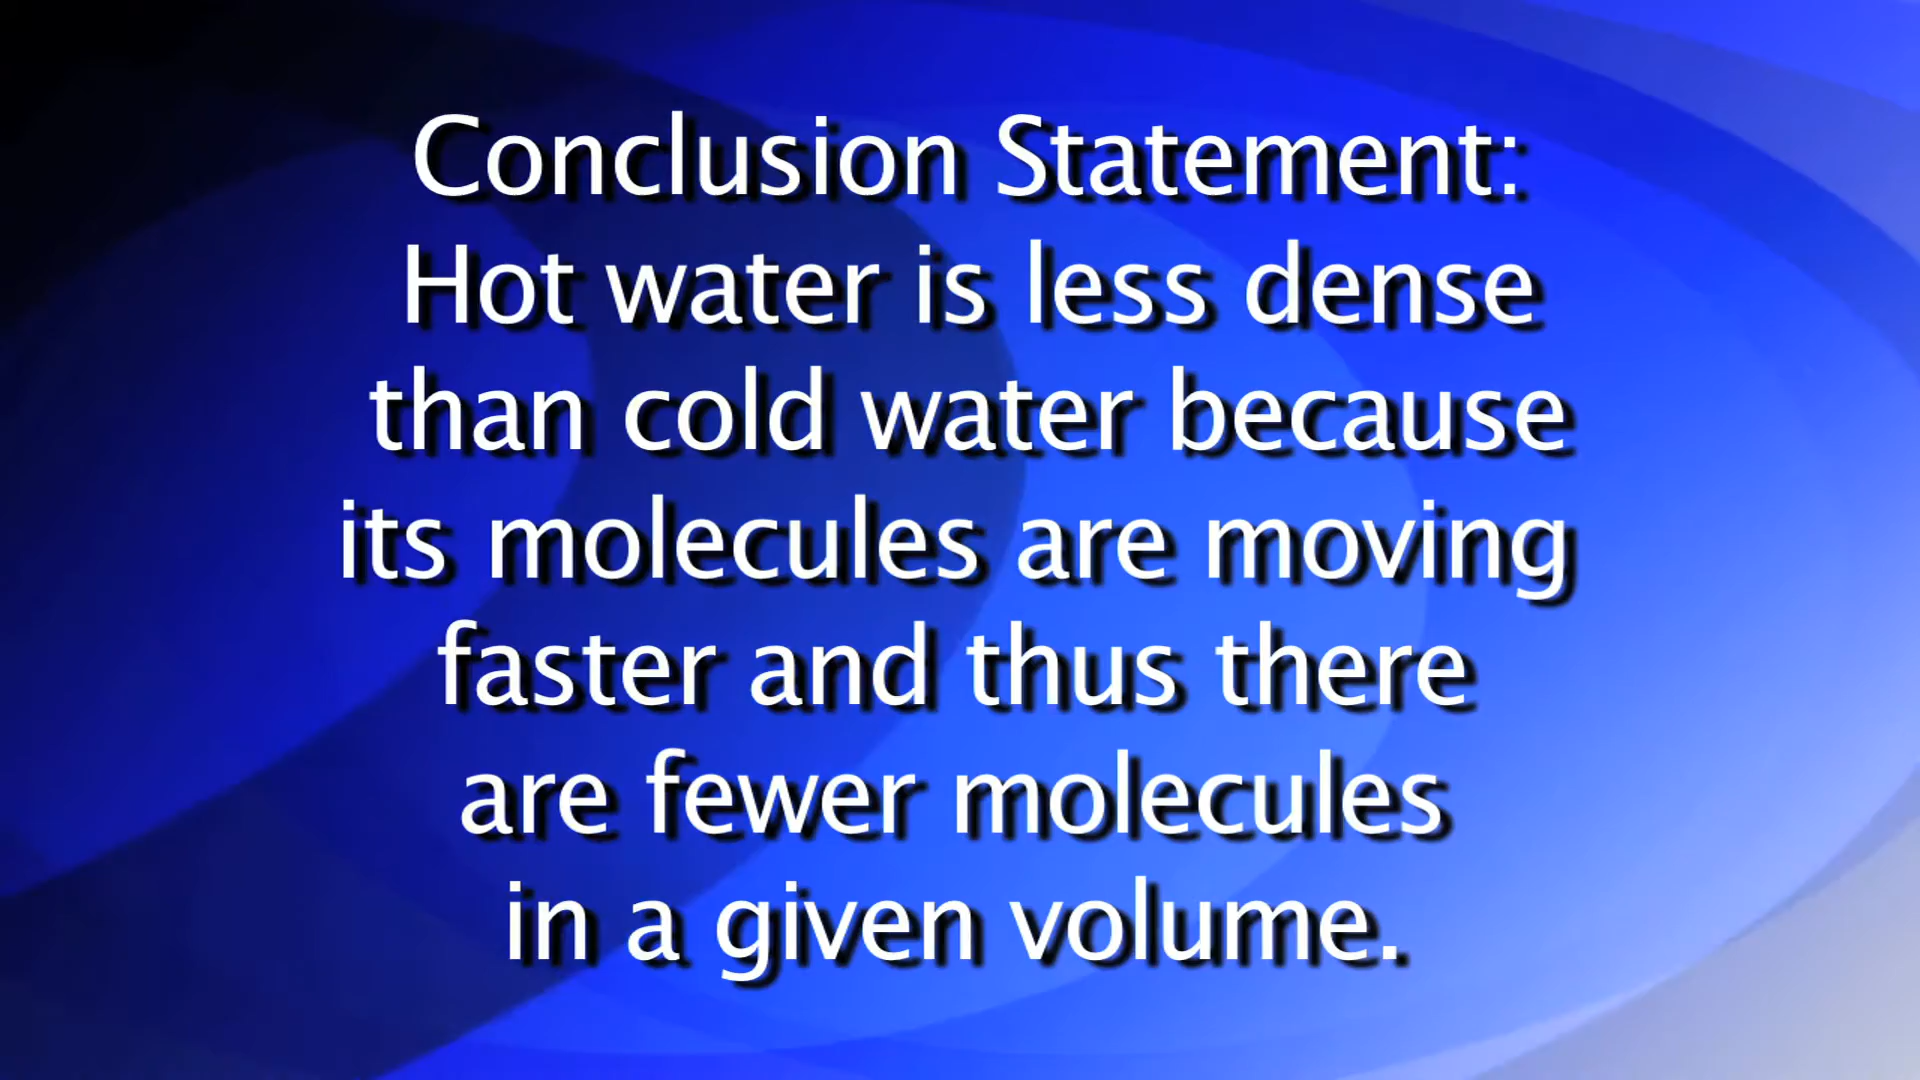 Conclusion Statement:
Hot water is less dense
than cold water because
its molecules are moving
faster and thus there
are fewer molecules
in a given volume.